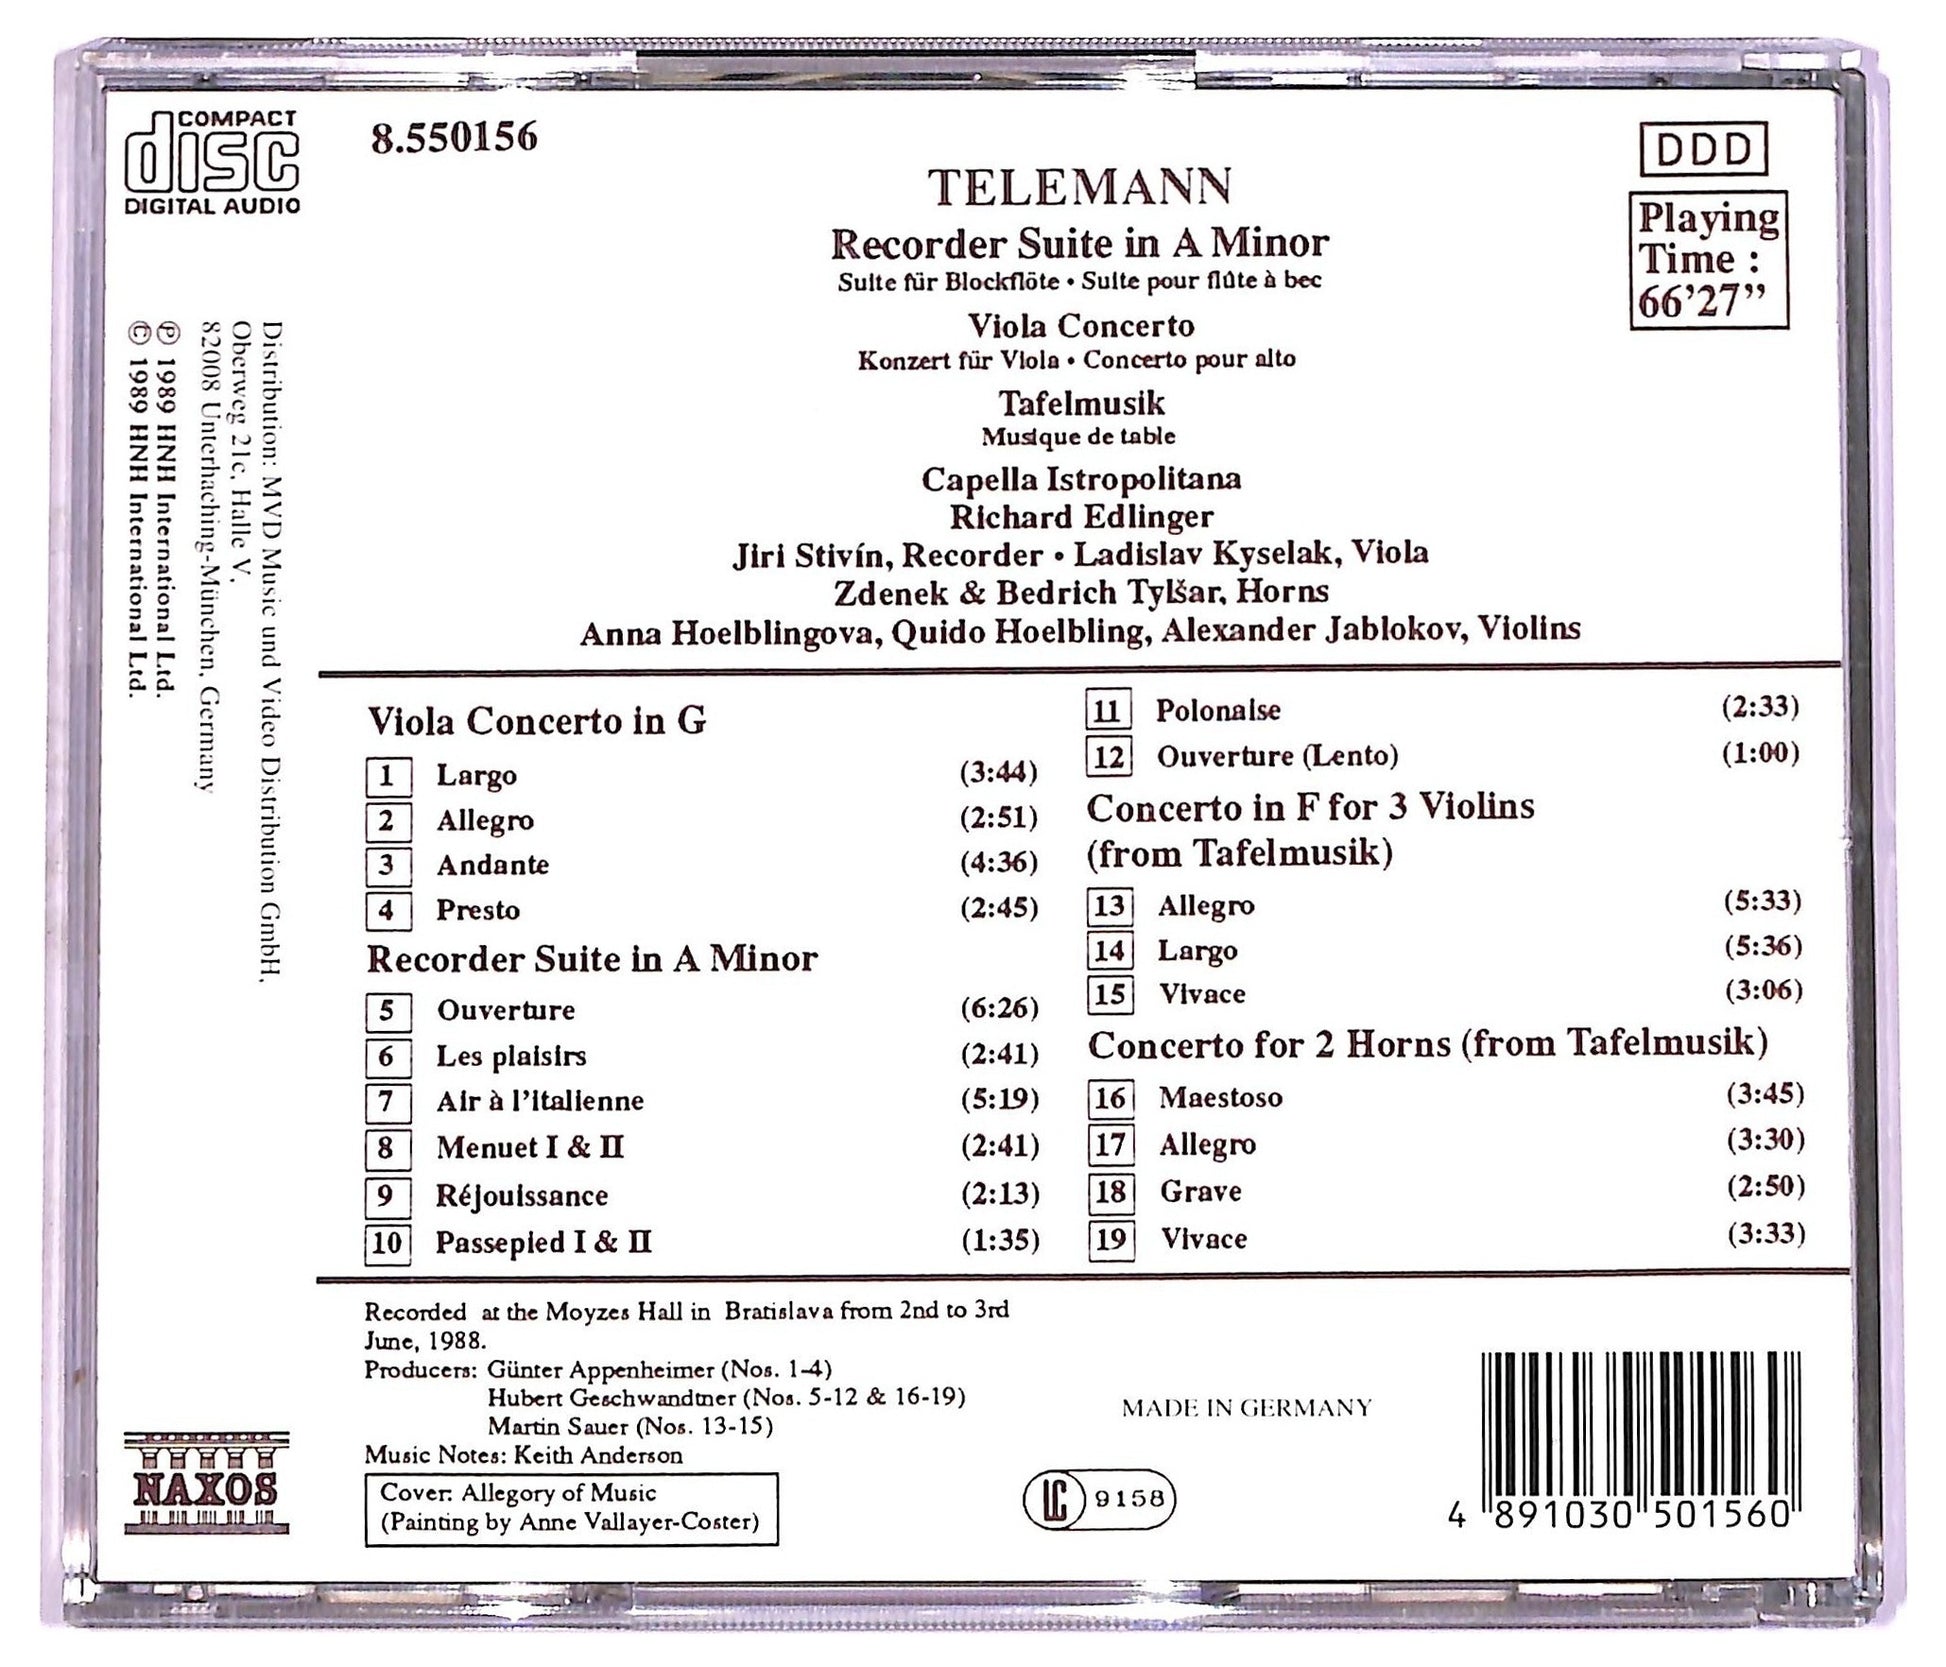 COMPACT
disc
DIGITAL AUDIO
8.550156
DDD
Playing
Time :
66’27”
TELEMANN
Recorder Suite in A Minor
Suite für Blockflöte • Suite pour flûte à bec
Viola Concerto
Konzert für Viola • Concerto pour alto
Tafelmusik
Musique de table
Capella Istropolitana
Richard Edlinger
Jiri Stivín, Recorder • Ladislav Kyselak, Viola
Zdenek & Bedrich Tylšar, Horns
Anna Hoelblingova, Quido Hoelbling, Alexander Jablokov, Violins
Distribution: MVD Music und Video Distribution GmbH,
Oberweg 21c, Halle V,
82008 Unterhaching-München, Germany
℗ 1989 HNH International Ltd.
© 1989 HNH International Ltd.
Viola Concerto in G
1 Largo (3:44)
2 Allegro (2:51)
3 Andante (4:36)
4 Presto (2:45)
Recorder Suite in A Minor
5 Ouverture (6:26)
6 Les plaisirs (2:41)
7 Air à l’italienne (5:19)
8 Menuet I & II (2:41)
9 Réjouissance (2:13)
10 Passepied I & II (1:35)
11 Polonaise (2:33)
12 Ouverture (Lento) (1:00)
Concerto in F for 3 Violins
(from Tafelmusik)
13 Allegro (5:33)
14 Largo (5:36)
15 Vivace (3:06)
Concerto for 2 Horns (from Tafelmusik)
16 Maestoso (3:45)
17 Allegro (3:30)
18 Grave (2:50)
19 Vivace (3:33)
Recorded at the Moyzes Hall in Bratislava from 2nd to 3rd
June, 1988.
Producers: Günter Appenheimer (Nos. 1-4)
Hubert Geschwandtner (Nos. 5-12 & 16-19)
Martin Sauer (Nos. 13-15)
Music Notes: Keith Anderson
Cover: Allegory of Music
(Painting by Anne Vallayer-Coster)
NAXOS
MADE IN GERMANY
LC 9158
4 891030 501560